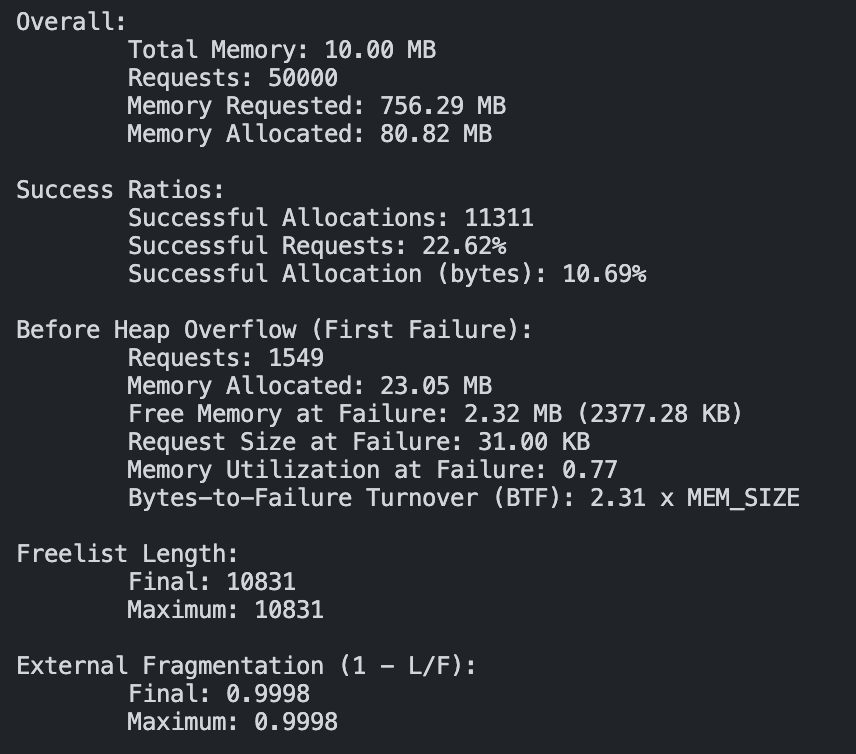 Overall:
Total Memory: 10.00 MB
Requests: 50000
Memory Requested: 756.29 MB
Memory Allocated: 80.82 MB
Success Ratios:
Successful Allocations: 11311
Successful Requests: 22.62%
Successful Allocation (bytes): 10.69%
Before Heap Overflow (First Failure):
Requests: 1549
Memory Allocated: 23.05 MB
Free Memory at Failure: 2.32 MB (2377.28 KB)
Request Size at Failure: 31.00 KB
Memory Utilization at Failure: 0.77
Bytes-to-Failure Turnover (BTF): 2.31 x MEM_SIZE
Freelist Length:
Final: 10831
Maximum: 10831
External Fragmentation (1 - L/F):
Final: 0.9998
Maximum: 0.9998